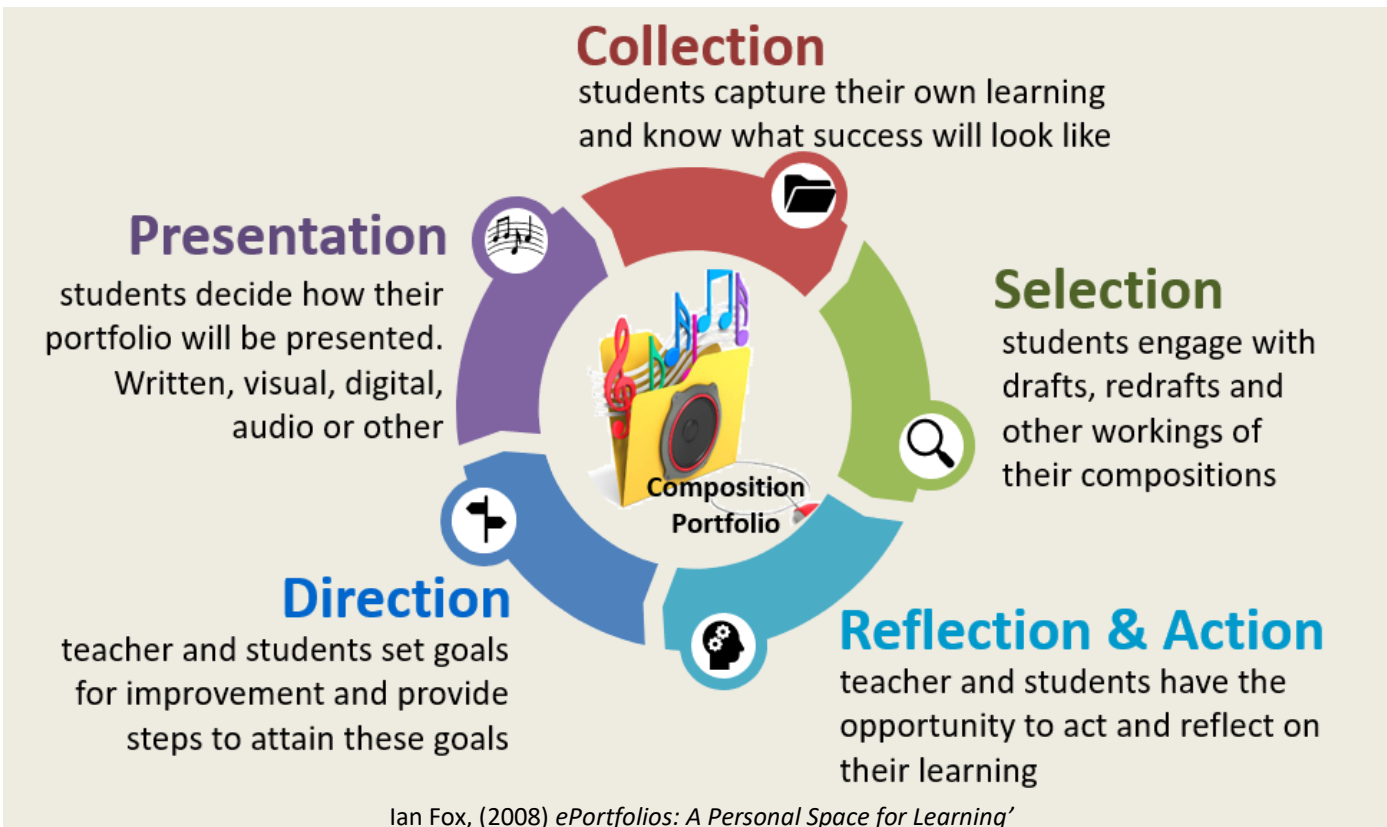 Collection
students capture their own learning
and know what success will look like
Selection
students engage with
drafts, redrafts and
other workings of
their compositions
Reflection & Action
teacher and students have the
opportunity to act and reflect on
their learning
Direction
teacher and students set goals
for improvement and provide
steps to attain these goals
Presentation
students decide how their
portfolio will be presented.
Written, visual, digital,
audio or other
Composition
Portfolio
Ian Fox, (2008) ePortfolios: A Personal Space for Learning’